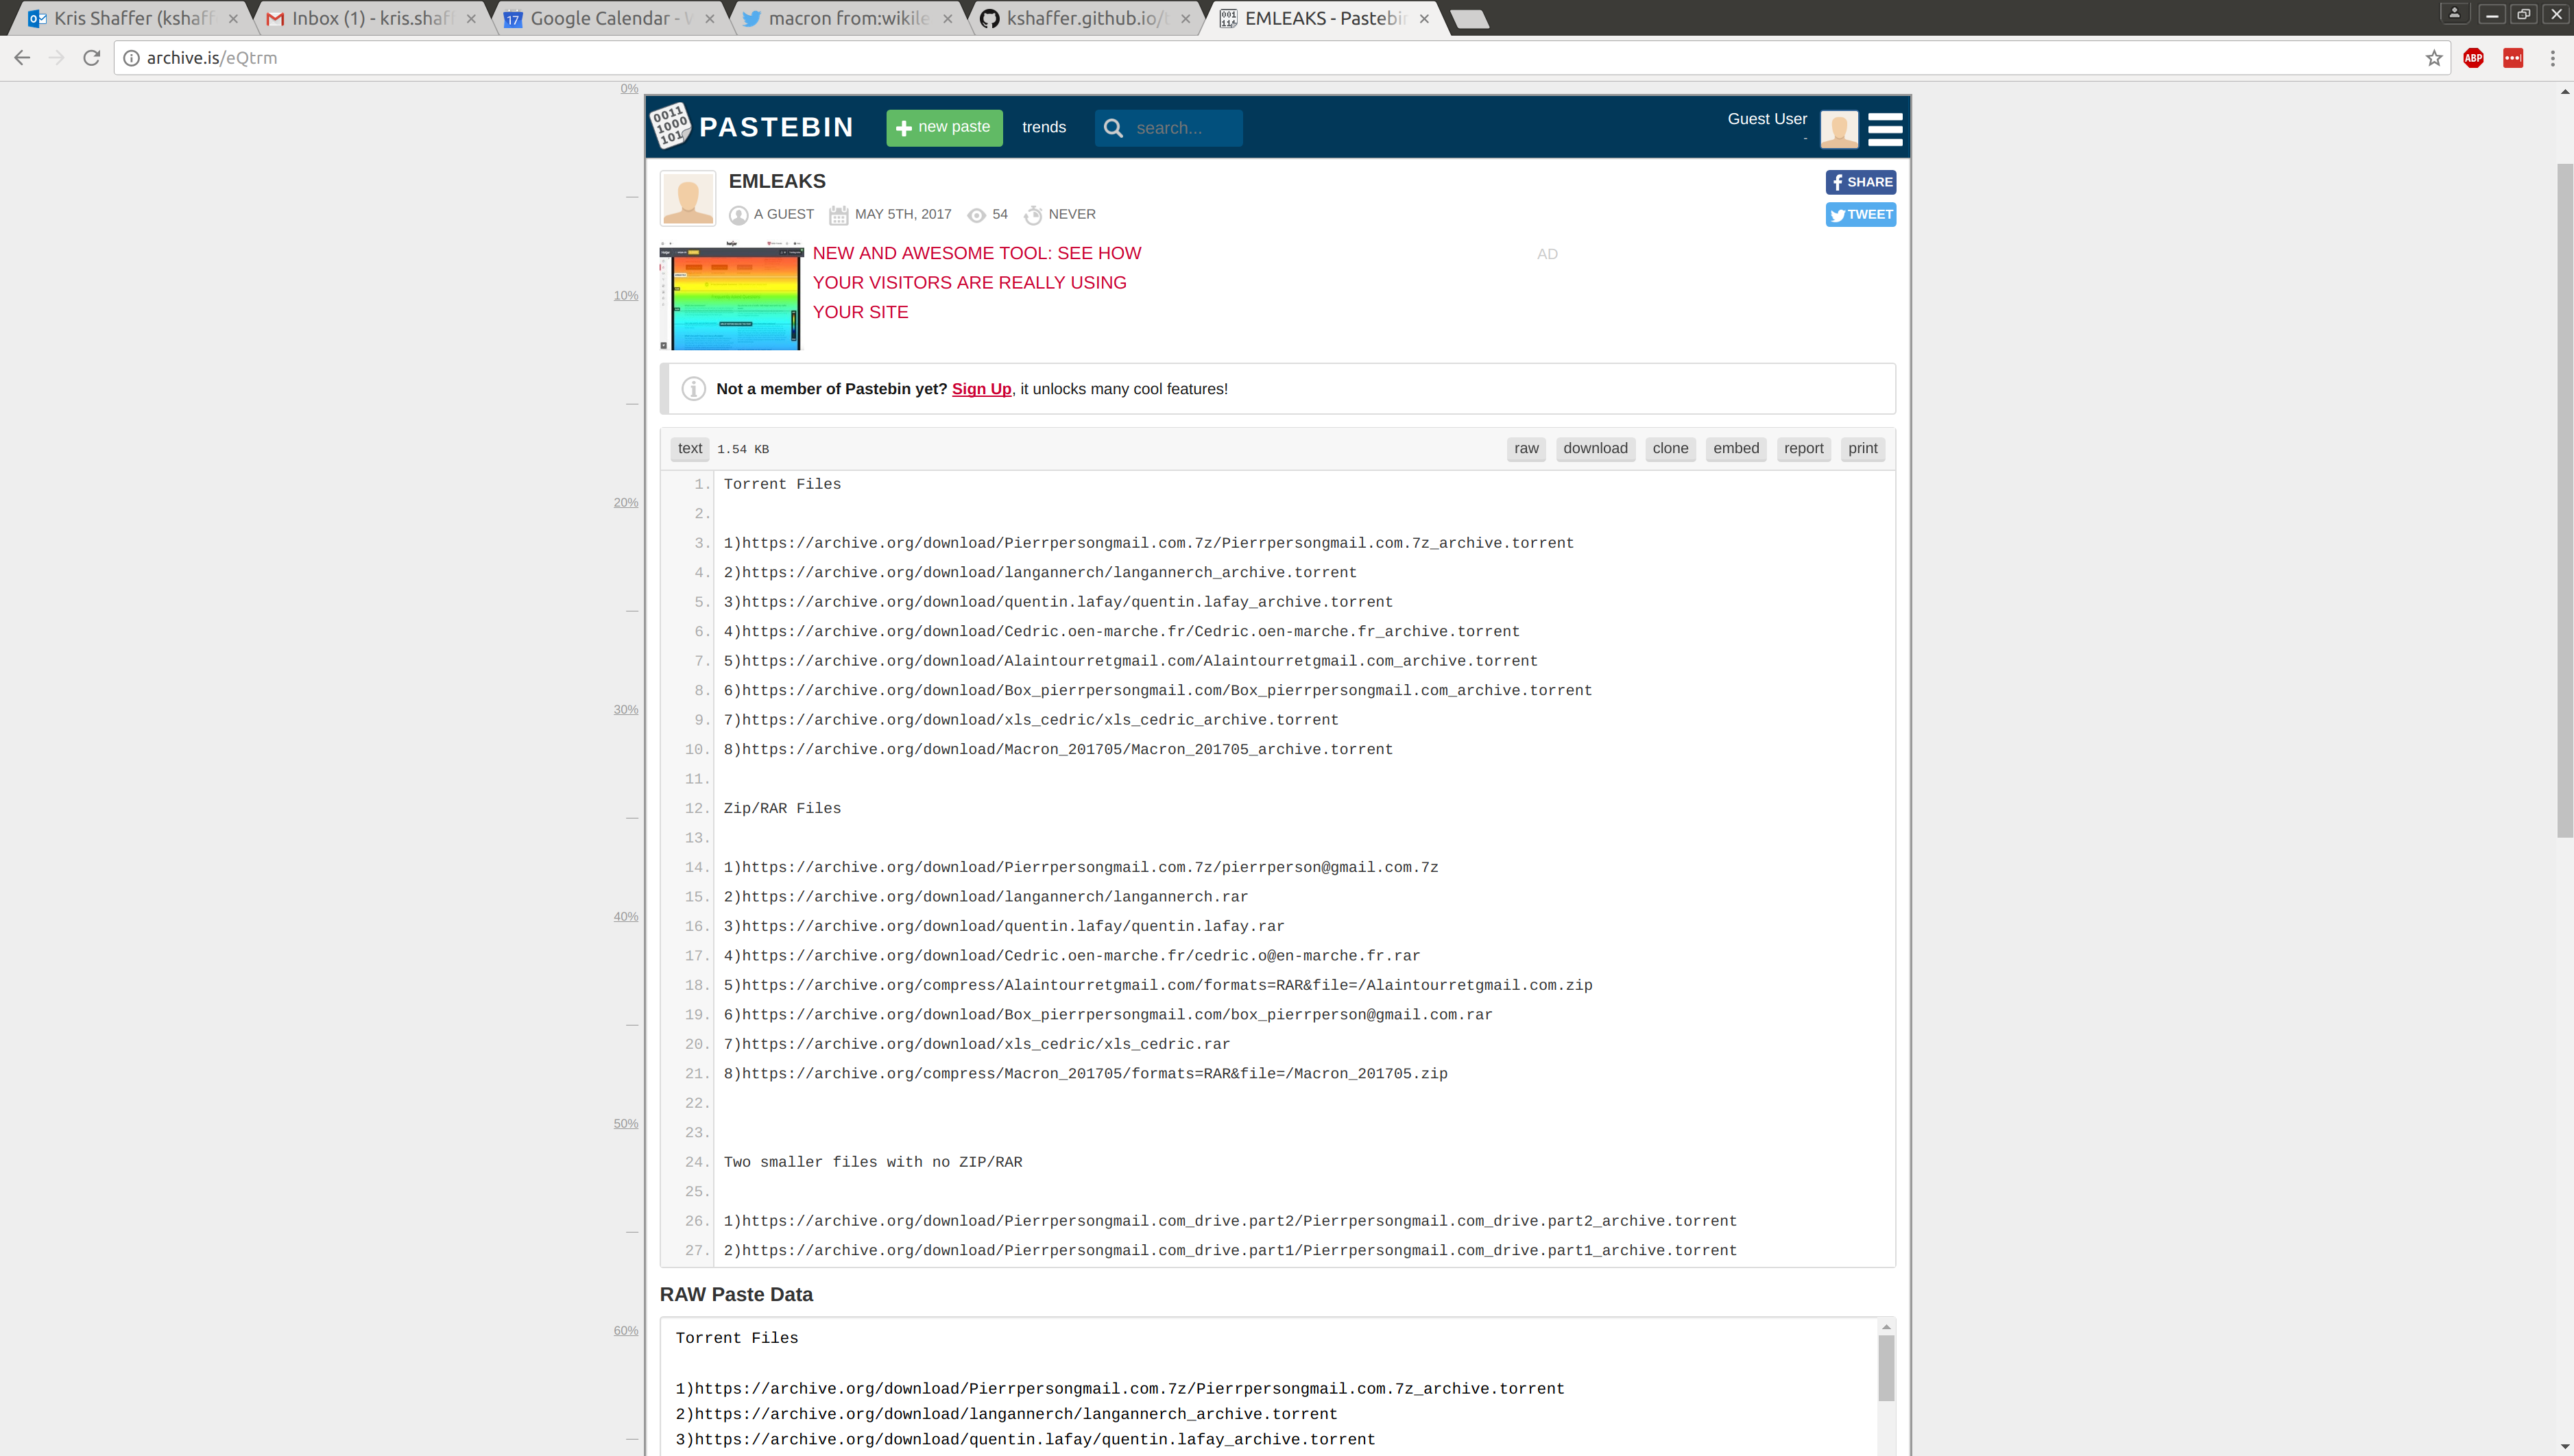 Kris Shaffer (kshaff
Inbox (1) - kris.shaff
Google Calendar - W
macron from:wikile
kshaffer.github.io/t
EMLEAKS - Pastebin
archive.is/eQtrm
ABP
0%
PASTEBIN
new paste
trends
search...
Guest User
-
EMLEAKS
SHARE
A GUEST MAY 5TH, 2017 54 NEVER
TWEET
NEW AND AWESOME TOOL: SEE HOW
YOUR VISITORS ARE REALLY USING
YOUR SITE
AD
10%
Not a member of Pastebin yet? Sign Up, it unlocks many cool features!
text 1.54 KB raw download clone embed report print
1. Torrent Files
20%
2.
3. 1)https://archive.org/download/Pierrpersongmail.com.7z/Pierrpersongmail.com.7z_archive.torrent
4. 2)https://archive.org/download/langannerch/langannerch_archive.torrent
5. 3)https://archive.org/download/quentin.lafay/quentin.lafay_archive.torrent
6. 4)https://archive.org/download/Cedric.oen-marche.fr/Cedric.oen-marche.fr_archive.torrent
7. 5)https://archive.org/download/Alaintourretgmail.com/Alaintourretgmail.com_archive.torrent
8. 6)https://archive.org/download/Box_pierrpersongmail.com/Box_pierrpersongmail.com_archive.torrent
30%
9. 7)https://archive.org/download/xls_cedric/xls_cedric_archive.torrent
10. 8)https://archive.org/download/Macron_201705/Macron_201705_archive.torrent
11.
12. Zip/RAR Files
13.
14. 1)https://archive.org/download/Pierrpersongmail.com.7z/pierrperson@gmail.com.7z
15. 2)https://archive.org/download/langannerch/langannerch.rar
40%
16. 3)https://archive.org/download/quentin.lafay/quentin.lafay.rar
17. 4)https://archive.org/download/Cedric.oen-marche.fr/cedric.o@en-marche.fr.rar
18. 5)https://archive.org/compress/Alaintourretgmail.com/formats=RAR&file=/Alaintourretgmail.com.zip
19. 6)https://archive.org/download/Box_pierrpersongmail.com/box_pierrperson@gmail.com.rar
20. 7)https://archive.org/download/xls_cedric/xls_cedric.rar
21. 8)https://archive.org/compress/Macron_201705/formats=RAR&file=/Macron_201705.zip
22.
50%
23.
24. Two smaller files with no ZIP/RAR
25.
26. 1)https://archive.org/download/Pierrpersongmail.com_drive.part2/Pierrpersongmail.com_drive.part2_archive.torrent
27. 2)https://archive.org/download/Pierrpersongmail.com_drive.part1/Pierrpersongmail.com_drive.part1_archive.torrent
RAW Paste Data
60%
Torrent Files
1)https://archive.org/download/Pierrpersongmail.com.7z/Pierrpersongmail.com.7z_archive.torrent
2)https://archive.org/download/langannerch/langannerch_archive.torrent
3)https://archive.org/download/quentin.lafay/quentin.lafay_archive.torrent